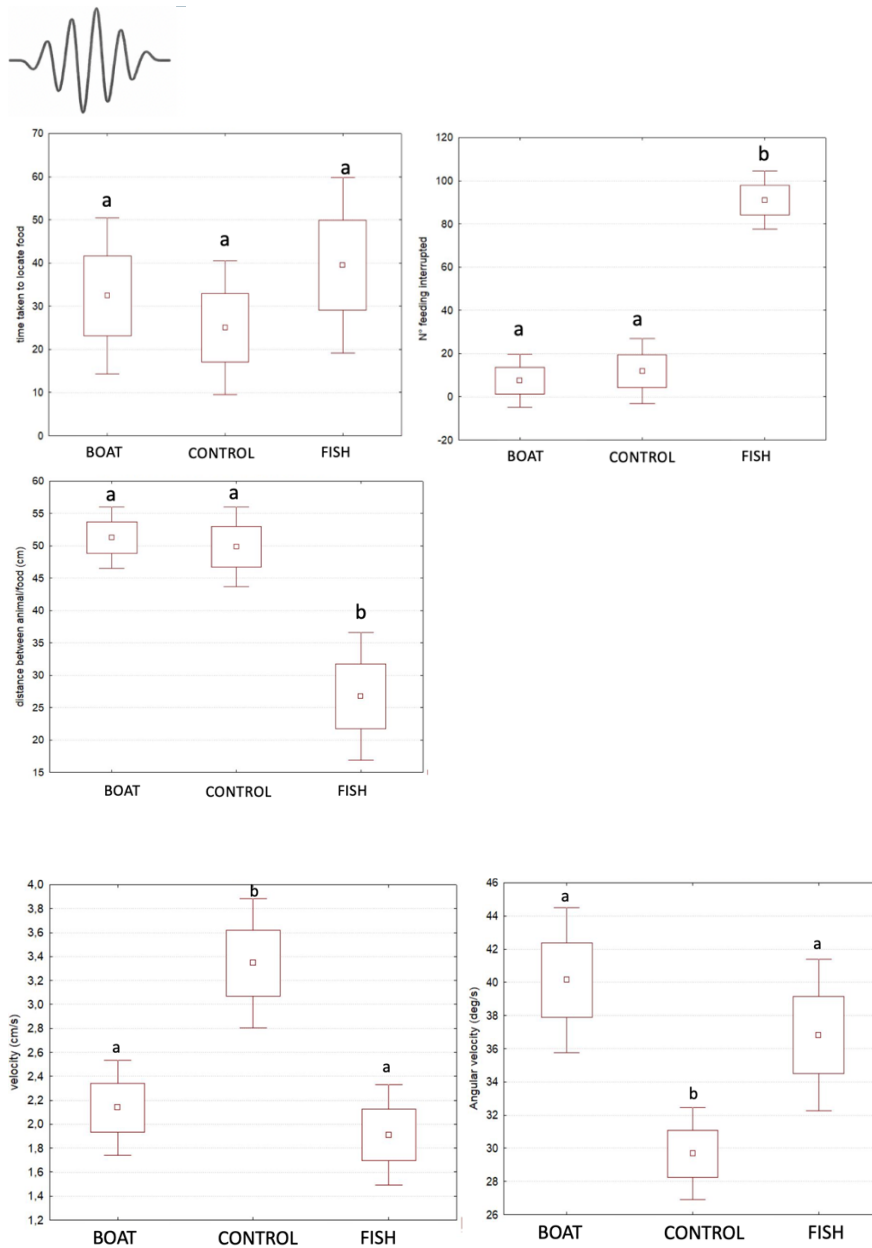 70
60
50
40
30
20
10
0
time taken to locate food
a
a
a
BOAT CONTROL FISH
120
100
80
60
40
20
0
-20
N° feeding interrupted
a
a
b
BOAT CONTROL FISH
60
55
50
45
40
35
30
25
20
15
distance between animal/food (cm)
a
a
b
BOAT CONTROL FISH
4,0
3,8
3,6
3,4
3,2
3,0
2,8
2,6
2,4
2,2
2,0
1,8
1,6
1,4
1,2
velocity (cm/s)
a
b
a
BOAT CONTROL FISH
46
44
42
40
38
36
34
32
30
28
26
Angular velocity (deg/s)
a
b
a
BOAT CONTROL FISH